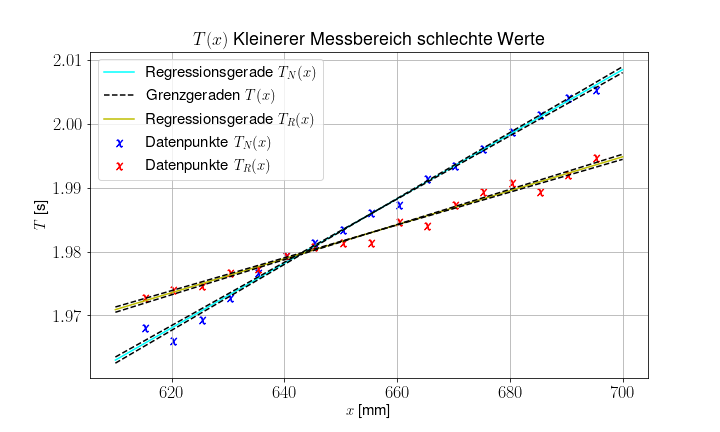 T(x) Kleinerer Messbereich schlechte Werte
2.01
2.00
1.99
1.98
1.97
T [s]
Regressionsgerade T_N(x)
Grenzgeraden T(x)
Regressionsgerade T_R(x)
Datenpunkte T_N(x)
Datenpunkte T_R(x)
620 640 660 680 700
x [mm]